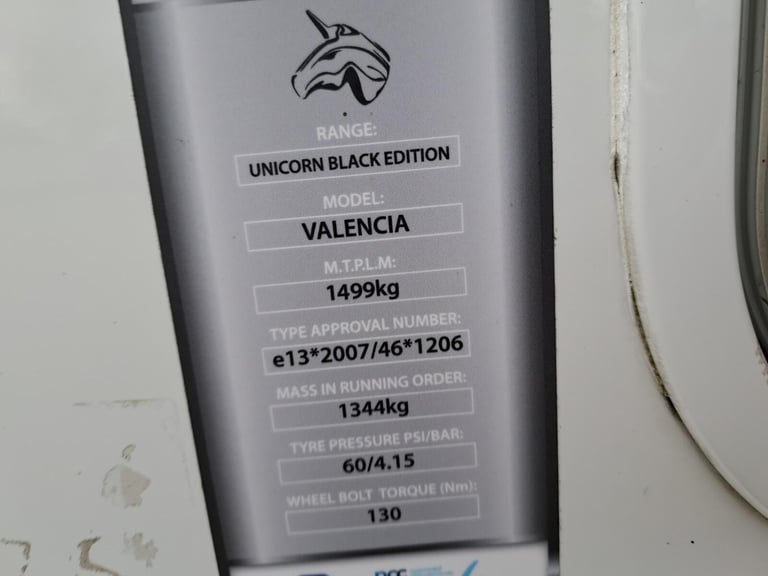 RANGE:
UNICORN BLACK EDITION
MODEL:
VALENCIA
M.T.P.L.M:
1499kg
TYPE APPROVAL NUMBER:
e13*2007/46*1206
MASS IN RUNNING ORDER:
1344kg
TYRE PRESSURE PSI/BAR:
60/4.15
WHEEL BOLT TORQUE (Nm):
130